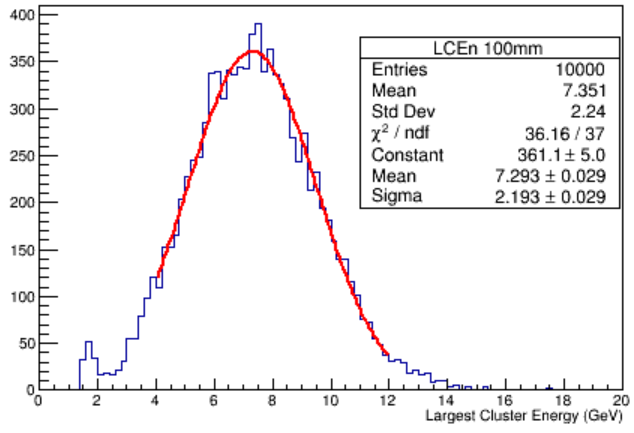 400
350
300
250
200
150
100
50
0
0 2 4 6 8 10 12 14 16 18 20
Largest Cluster Energy (GeV)
LCEn 100mm
Entries 10000
Mean 7.351
Std Dev 2.24
χ² / ndf 36.16 / 37
Constant 361.1 ± 5.0
Mean 7.293 ± 0.029
Sigma 2.193 ± 0.029